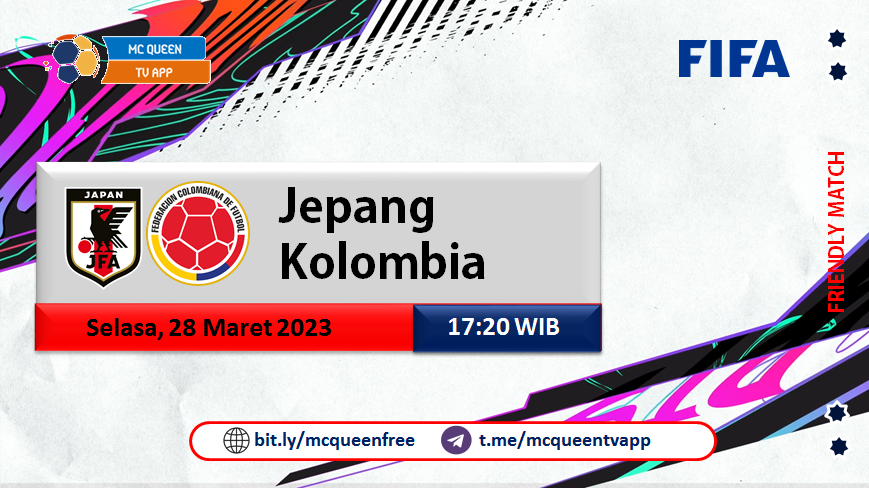 MC QUEEN
TV APP
FIFA
FRIENDLY MATCH
JAPAN
JFA
FEDERACION COLOMBIANA DE FUTBOL
Jepang
Kolombia
Selasa, 28 Maret 2023
17:20 WIB
bit.ly/mcqueenfree
t.me/mcqueentvapp